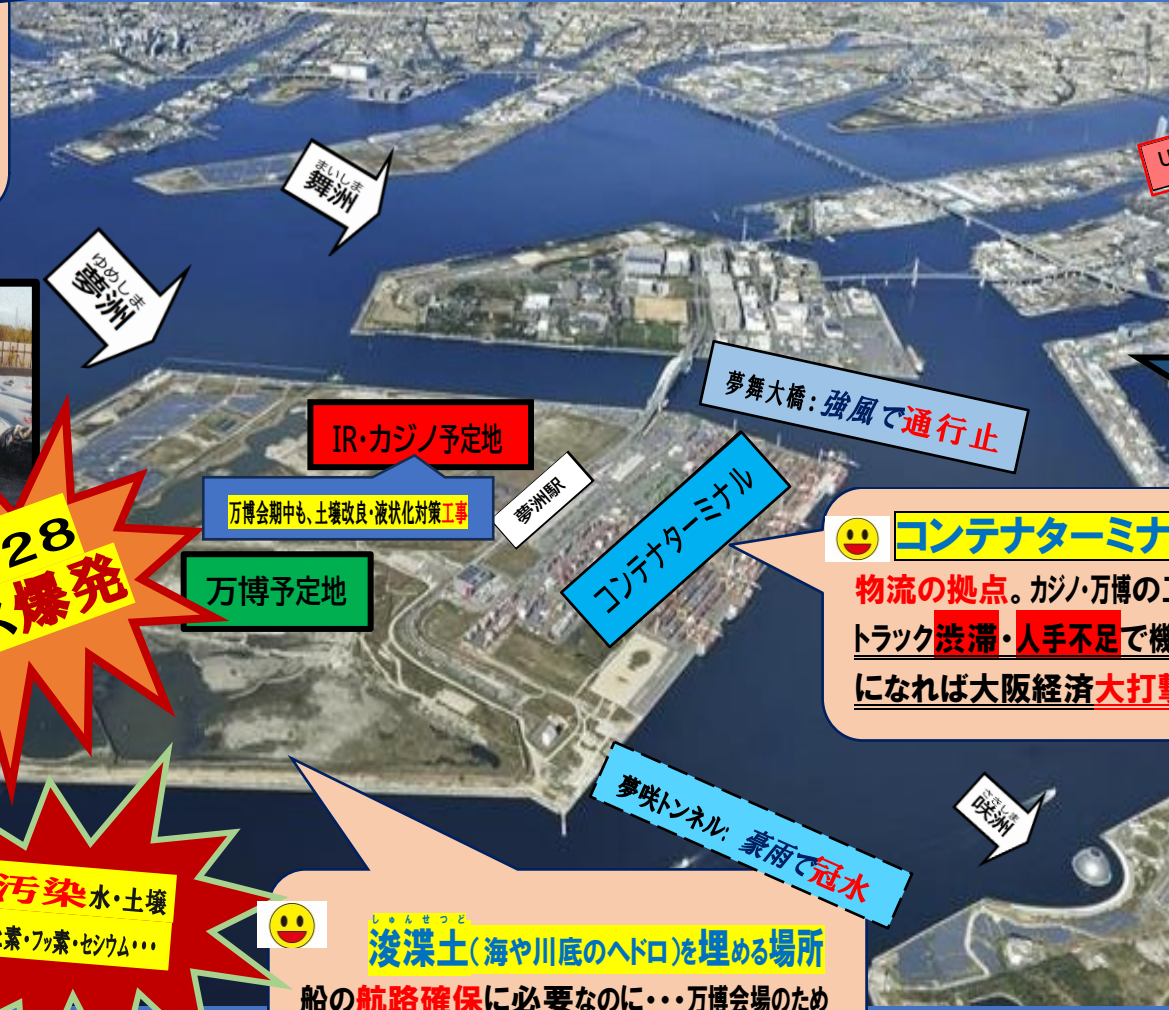 まいしま
舞洲
ゆめしま
夢洲
夢舞大橋：強風で通行止
IR・カジノ予定地
万博会期中も、土壌改良・液状化対策工事
夢洲駅
コンテナターミナル
万博予定地
28
爆発
コンテナターミナ
物流の拠点。カジノ・万博の
トラック渋滞・人手不足で機
になれば大阪経済大打撃
夢咲トンネル: 豪雨で冠水
さきしま
咲洲
汚染水・土壌
素・フッ素・セシウム・・・
しゅんせつど
浚渫土(海や川底のヘドロ)を埋める場所
船の航路確保に必要なのに・・・万博会場のため